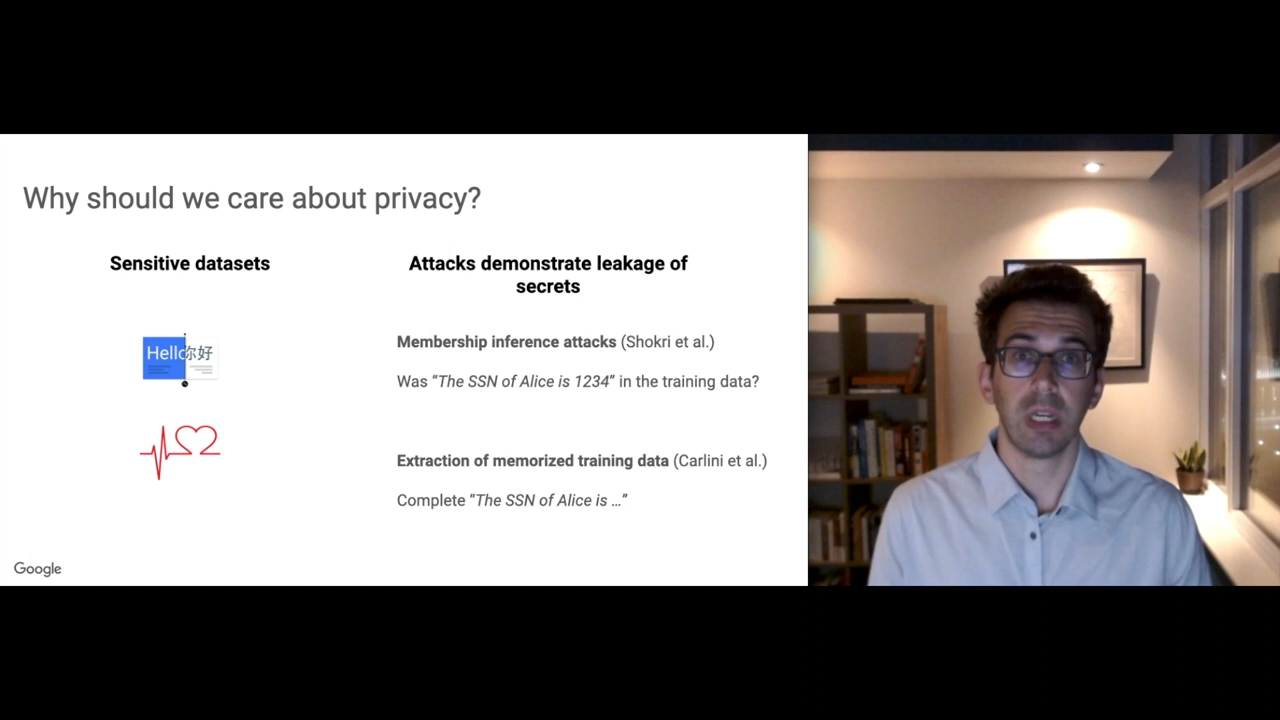 Why should we care about privacy?
Sensitive datasets
Hello你好
Attacks demonstrate leakage of
secrets
Membership inference attacks (Shokri et al.)
Was “The SSN of Alice is 1234” in the training data?
Extraction of memorized training data (Carlini et al.)
Complete “The SSN of Alice is …”
Google